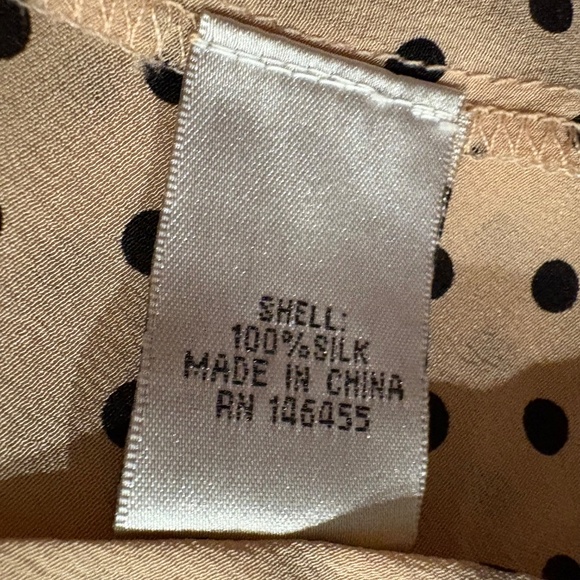 SHELL:
100% SILK
MADE IN CHINA
RN 146455